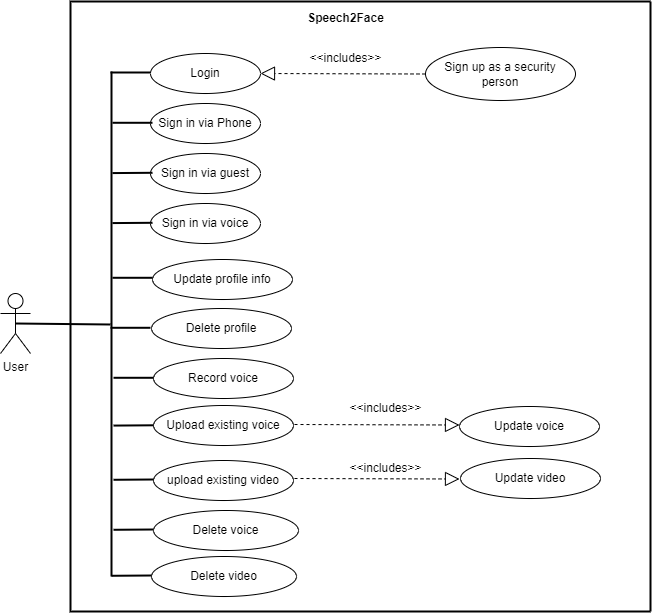 Speech2Face
Login
<<includes>>
Sign up as a security
person
Sign in via Phone
Sign in via guest
Sign in via voice
Update profile info
Delete profile
User
Record voice
Upload existing voice
<<includes>>
Update voice
upload existing video
<<includes>>
Update video
Delete voice
Delete video